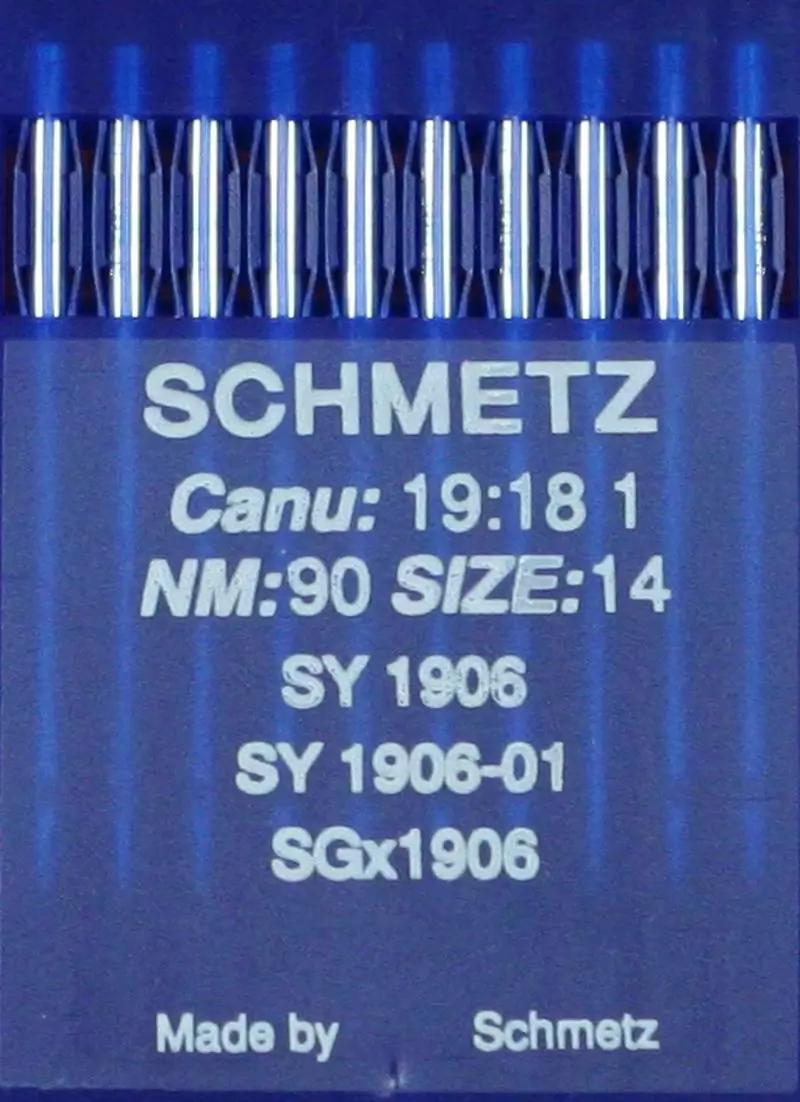 SCHMETZ
Canu: 19:18 1
NM:90 SIZE:14
SY 1906
SY 1906-01
SGx1906
Made by Schmetz